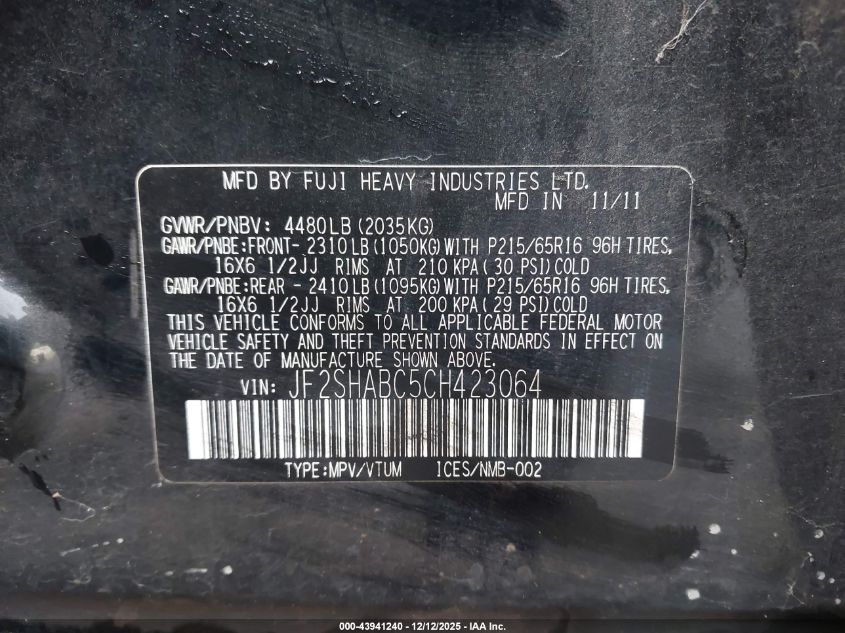 MFD BY FUJI HEAVY INDUSTRIES LTD.
MFD IN 11/11
GVWR/PNBV: 4480LB (2035KG)
GAWR/PNBE:FRONT- 2310LB(1050KG)WITH P215/65R16 96H TIRES,
16X6 1/2JJ RIMS AT 210 KPA( 30 PSI)COLD
GAWR/PNBE:REAR - 2410LB(1095KG)WITH P215/65R16 96H TIRES,
16X6 1/2JJ RIMS AT 200 KPA( 29 PSI)COLD
THIS VEHICLE CONFORMS TO ALL APPLICABLE FEDERAL MOTOR
VEHICLE SAFETY AND THEFT PREVENTION STANDARDS IN EFFECT ON
THE DATE OF MANUFACTURE SHOWN ABOVE.
VIN: JF2SHABC5CH423064
TYPE:MPV/VTUM ICES/NMB-002
000-43941240 - 12/12/2025 - IAA Inc.